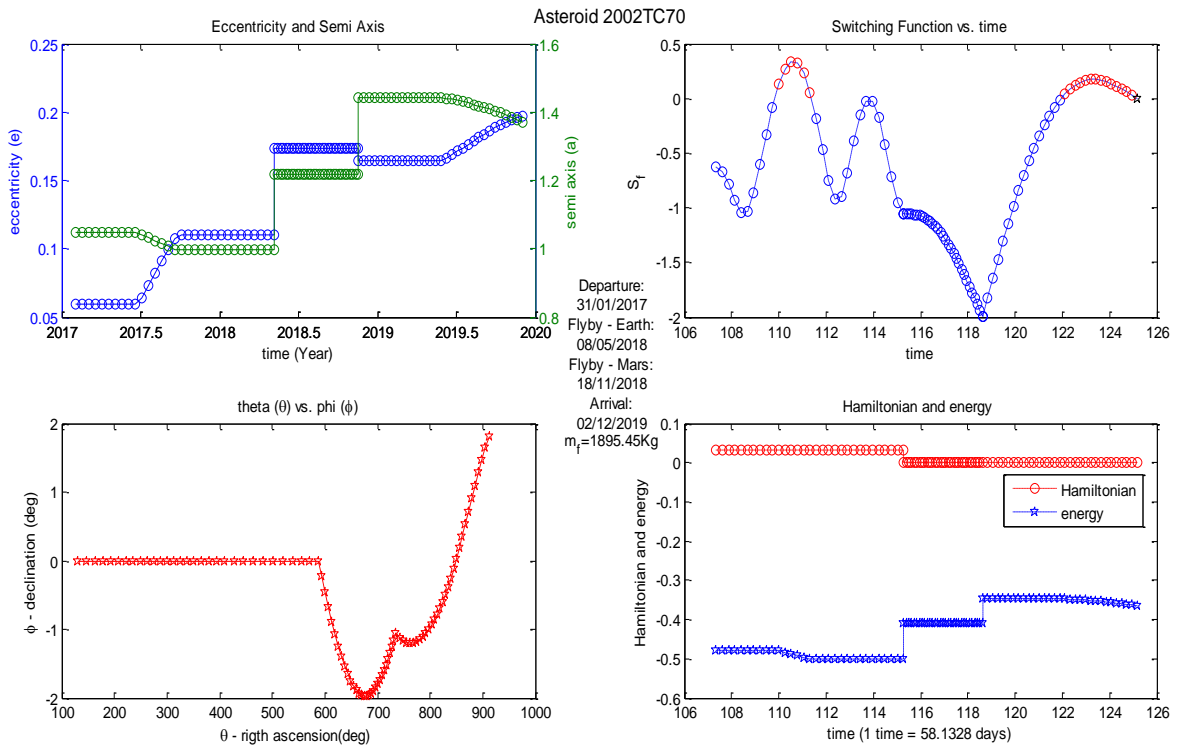 Asteroid 2002TC70
Eccentricity and Semi Axis
0.25
0.2
0.15
0.1
0.05
eccentricity (e)
1.6
1.4
1.2
1
0.8
semi axis (a)
2017 2017.5 2018 2018.5 2019 2019.5 2020
time (Year)
Switching Function vs. time
0.5
0
-0.5
-1
-1.5
-2
S_f
106 108 110 112 114 116 118 120 122 124 126
time
Departure:
31/01/2017
Flyby - Earth:
08/05/2018
Flyby - Mars:
18/11/2018
Arrival:
02/12/2019
m_f=1895.45Kg
theta (θ) vs. phi (ϕ)
2
1
0
-1
-2
ϕ - declination (deg)
100 200 300 400 500 600 700 800 900 1000
θ - rigth ascension(deg)
Hamiltonian and energy
0.1
0
-0.1
-0.2
-0.3
-0.4
-0.5
-0.6
Hamiltonian and energy
Hamiltonian
energy
106 108 110 112 114 116 118 120 122 124 126
time (1 time = 58.1328 days)